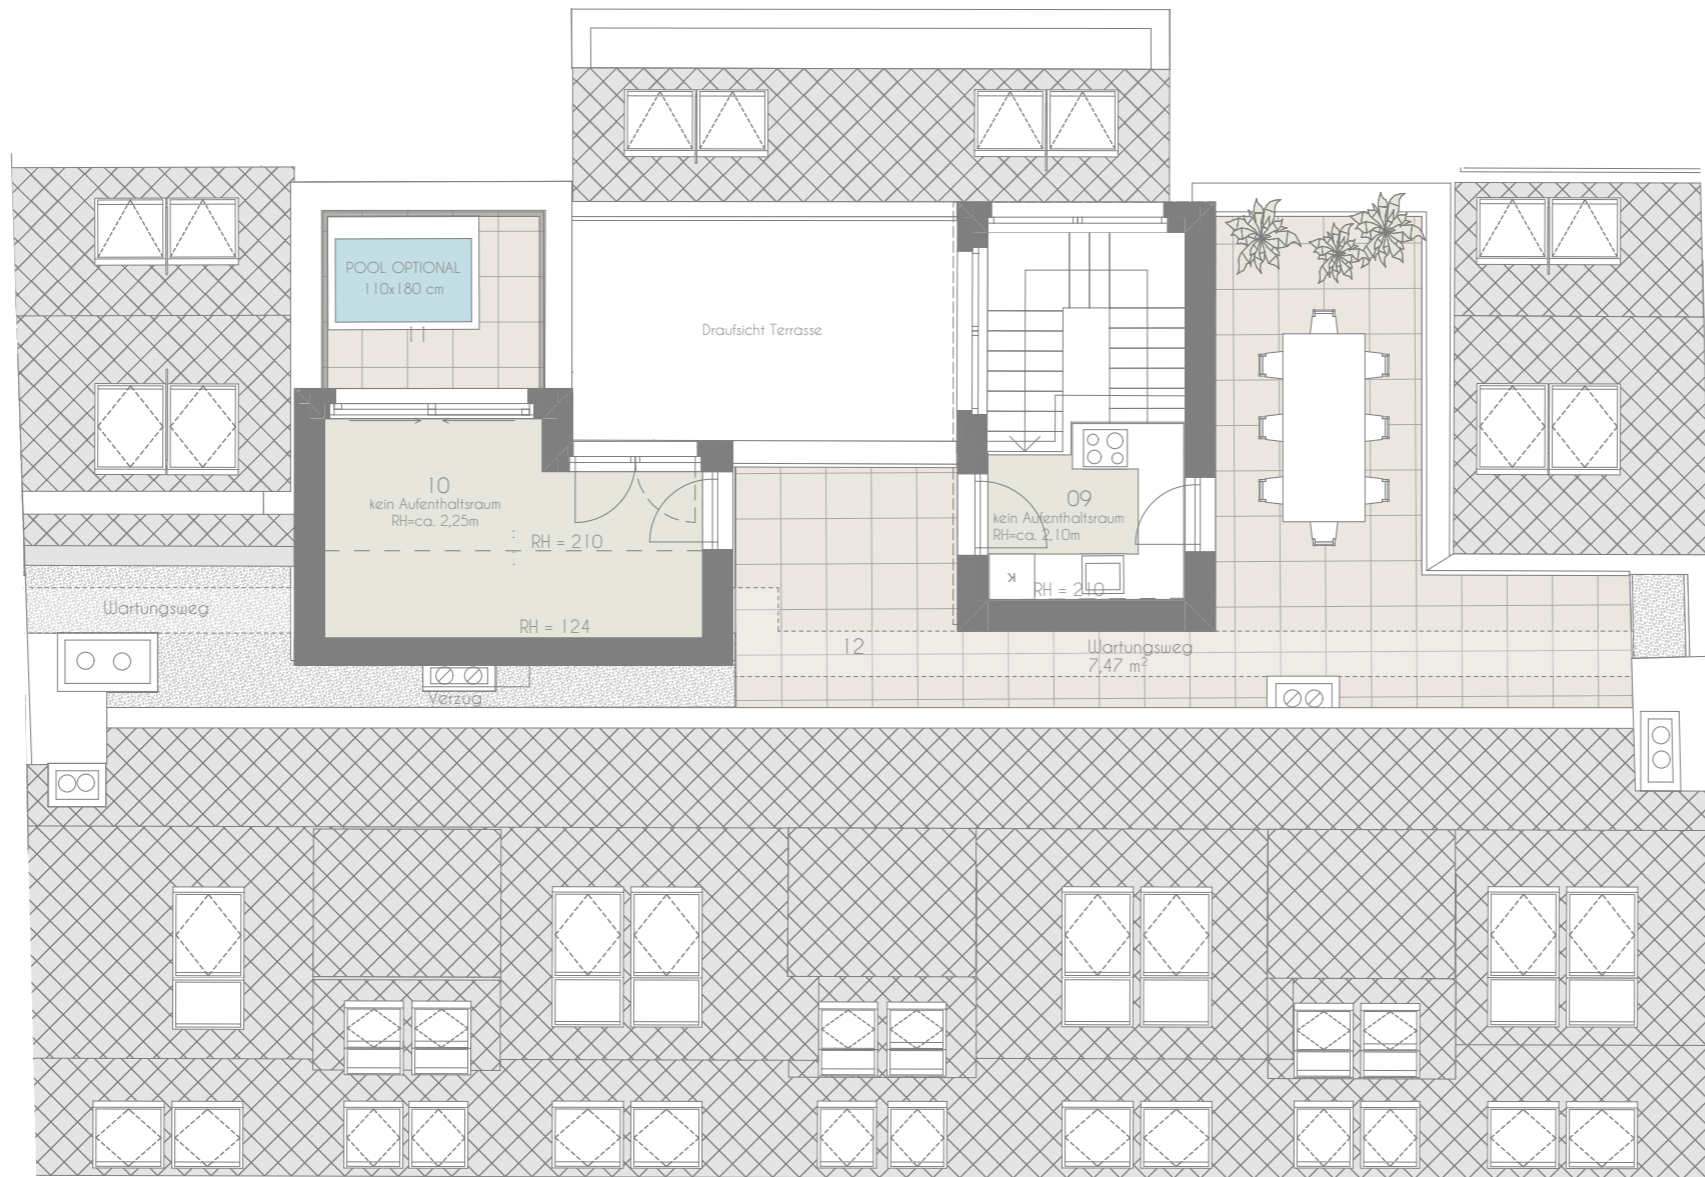 POOL OPTIONAL
110x180 cm
11
Draufsicht Terrasse
10
kein Aufenthaltsraum
RH=ca. 2,25m
RH = 210
RH = 124
09
kein Aufenthaltsraum
RH=ca. 2,10m
K
RH = 210
Wartungsweg
Verzug
12
Wartungsweg
7,47 m²